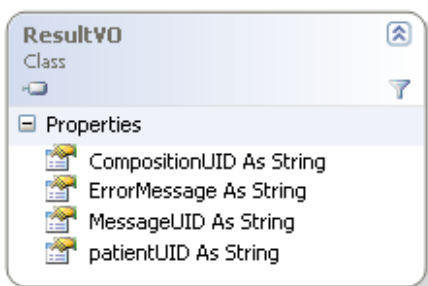 ResultVO
Class
Properties
CompositionUID As String
ErrorMessage As String
MessageUID As String
patientUID As String